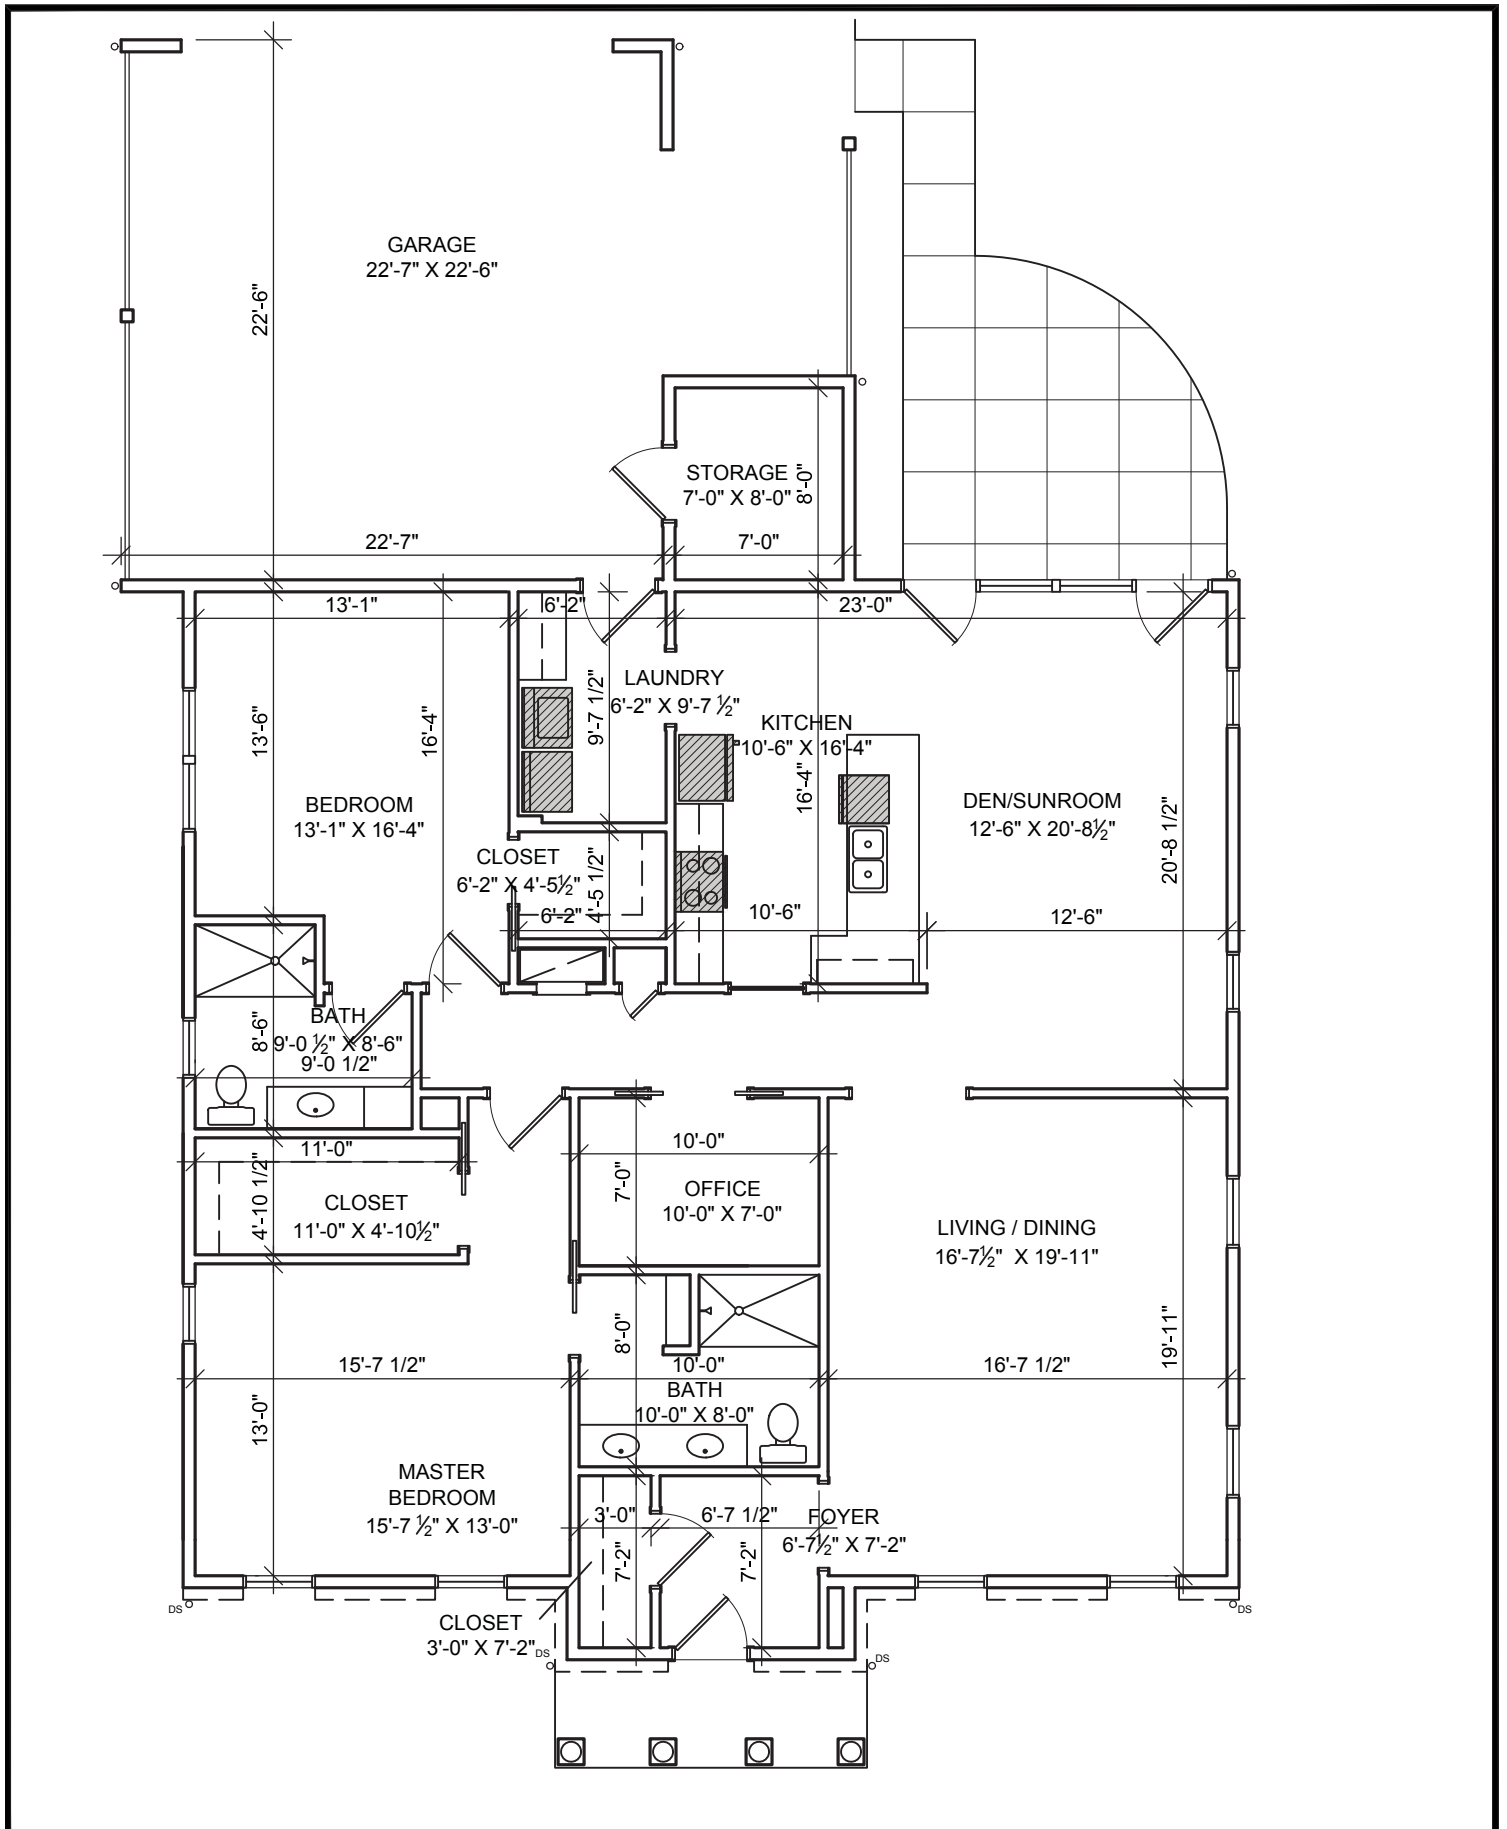 GARAGE
22'-7" X 22'-6"
22'-6"
STORAGE
7'-0" X 8'-0"
8'-0"
22'-7"
7'-0"
13'-1"
6'-2"
23'-0"
LAUNDRY
6'-2" X 9'-7 ½"
9'-7 1/2"
13'-6"
16'-4"
KITCHEN
10'-6" X 16'-4"
16'-4"
BEDROOM
13'-1" X 16'-4"
DEN/SUNROOM
12'-6" X 20'-8½"
20'-8 1/2"
CLOSET
6'-2" X 4'-5½"
4'-5 1/2"
6'-2"
10'-6"
12'-6"
BATH
9'-0 ½" X 8'-6"
8'-6"
9'-0 1/2"
11'-0"
10'-0"
CLOSET
11'-0" X 4'-10½"
4'-10 1/2"
7'-0"
OFFICE
10'-0" X 7'-0"
LIVING / DINING
16'-7½" X 19'-11"
8'-0"
19'-11"
15'-7 1/2"
10'-0"
16'-7 1/2"
BATH
10'-0" X 8'-0"
13'-0"
MASTER
BEDROOM
15'-7 ½" X 13'-0"
3'-0"
6'-7 1/2"
FOYER
6'-7½" X 7'-2"
7'-2"
7'-2"
DS
DS
CLOSET
3'-0" X 7'-2"
DS
DS